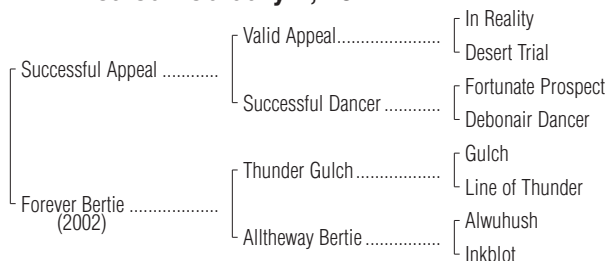 In Reality
Valid Appeal
Desert Trial
Successful Appeal
Fortunate Prospect
Successful Dancer
Debonair Dancer
Gulch
Thunder Gulch
Line of Thunder
Forever Bertie
(2002)
Alwuhush
Alltheway Bertie
Inkblot